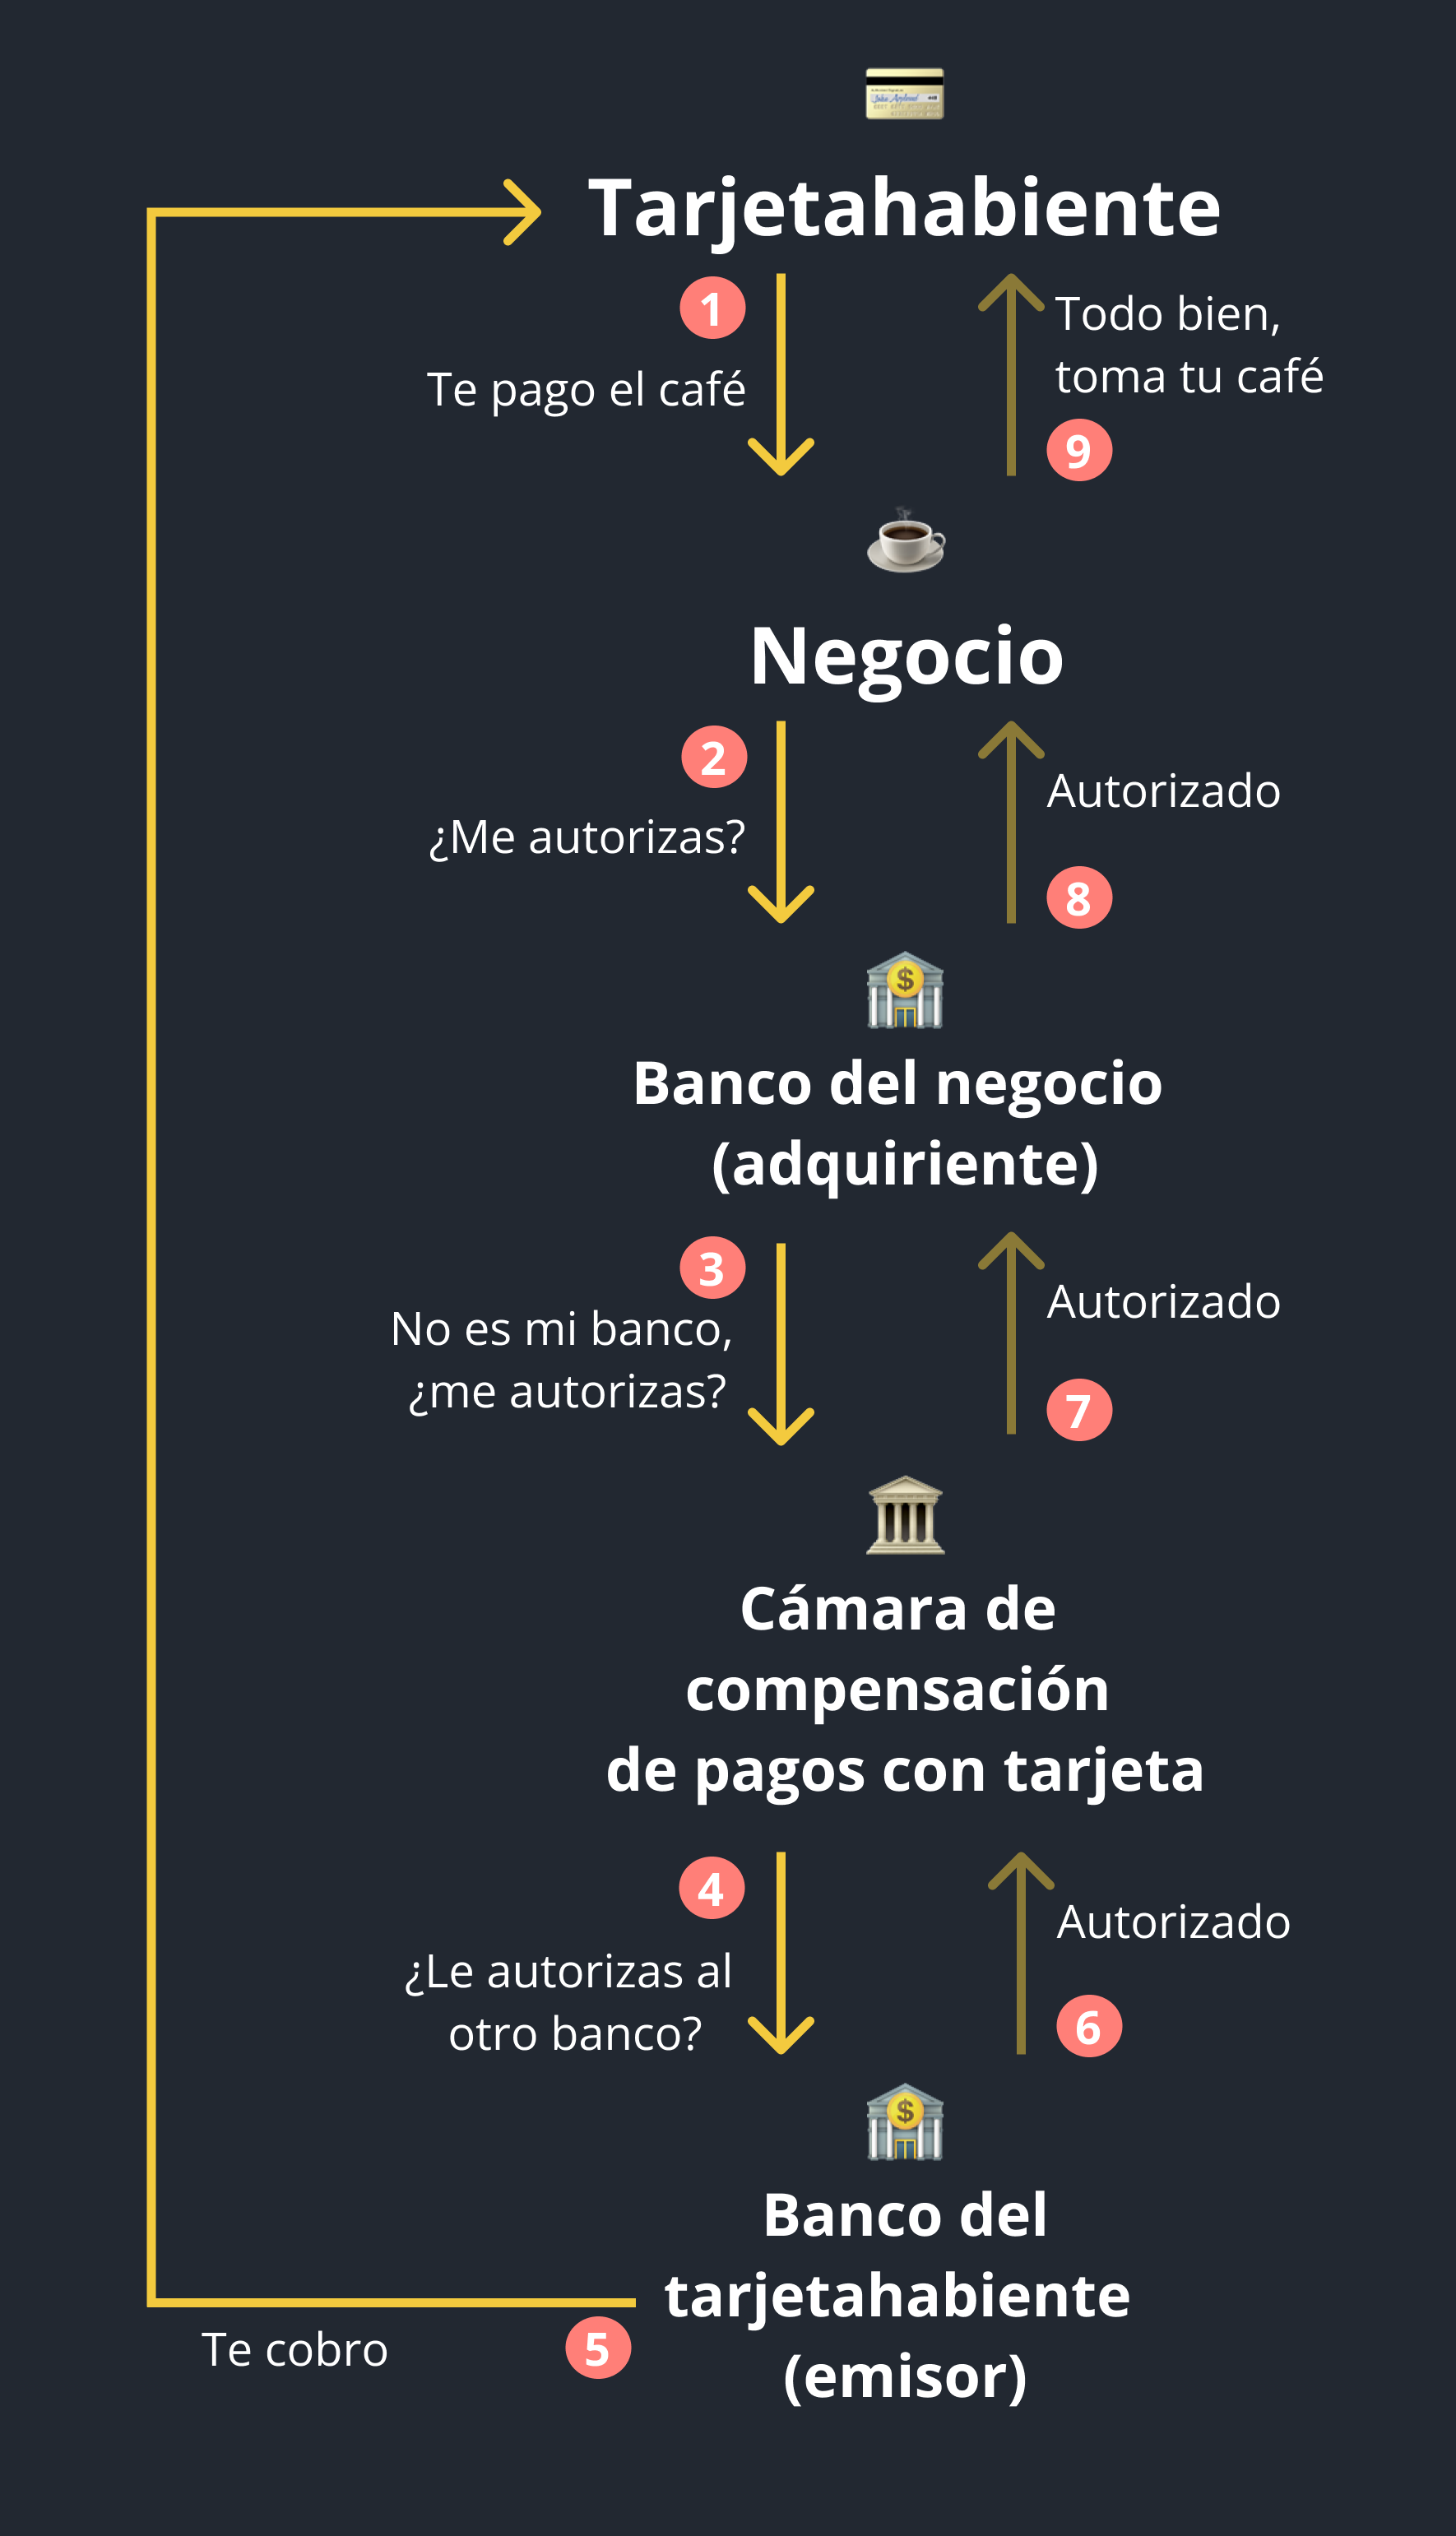 Tarjetahabiente
1
Te pago el café
Todo bien,
toma tu café
9
Negocio
2
¿Me autorizas?
Autorizado
8
$
Banco del negocio
(adquiriente)
3
No es mi banco,
¿me autorizas?
Autorizado
7
Cámara de
compensación
de pagos con tarjeta
4
¿Le autorizas al
otro banco?
Autorizado
6
$
Banco del
tarjetahabiente
(emisor)
Te cobro
5